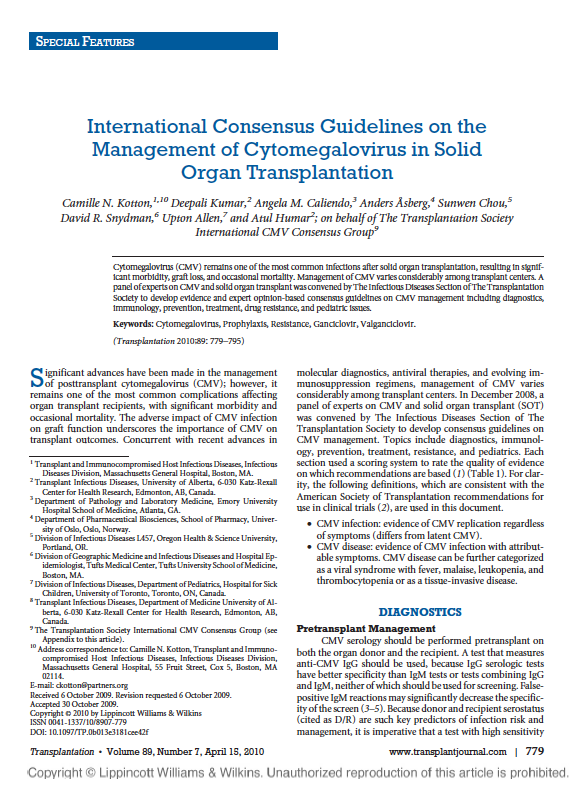 SPECIAL FEATURES
International Consensus Guidelines on the
Management of Cytomegalovirus in Solid
Organ Transplantation
Camille N. Kotton,1,10 Deepali Kumar,2 Angela M. Caliendo,3 Anders Åsberg,4 Sunwen Chou,5
David R. Snydman,6 Upton Allen,7 and Atul Humar2; on behalf of The Transplantation Society
International CMV Consensus Group9
Cytomegalovirus (CMV) remains one of the most common infections after solid organ transplantation, resulting in signif-
icant morbidity, graft loss, and occasional mortality. Management of CMV varies considerably among transplant centers. A
panel of experts on CMV and solid organ transplant was convened by The Infectious Diseases Section of The Transplantation
Society to develop evidence and expert opinion-based consensus guidelines on CMV management including diagnostics,
immunology, prevention, treatment, drug resistance, and pediatric issues.
Keywords: Cytomegalovirus, Prophylaxis, Resistance, Ganciclovir, Valganciclovir.
(Transplantation 2010;89: 779–795)
Significant advances have been made in the management
of posttransplant cytomegalovirus (CMV); however, it
remains one of the most common complications affecting
organ transplant recipients, with significant morbidity and
occasional mortality. The adverse impact of CMV infection
on graft function underscores the importance of CMV on
transplant outcomes. Concurrent with recent advances in
1 Transplant and Immunocompromised Host Infectious Diseases, Infectious
Diseases Division, Massachusetts General Hospital, Boston, MA.
2 Transplant Infectious Diseases, University of Alberta, 6-030 Katz-Rexall
Center for Health Research, Edmonton, AB, Canada.
3 Department of Pathology and Laboratory Medicine, Emory University
Hospital School of Medicine, Atlanta, GA.
4 Department of Pharmaceutical Biosciences, School of Pharmacy, Univer-
sity of Oslo, Oslo, Norway.
5 Division of Infectious Diseases L457, Oregon Health & Science University,
Portland, OR.
6 Division of Geographic Medicine and Infectious Diseases and Hospital Ep-
idemiologist, Tufts Medical Center, Tufts University School of Medicine,
Boston, MA.
7 Division of Infectious Diseases, Department of Pediatrics, Hospital for Sick
Children, University of Toronto, Toronto, ON, Canada.
8 Transplant Infectious Diseases, Department of Medicine University of Al-
berta, 6-030 Katz-Rexall Center for Health Research, Edmonton, AB,
Canada.
9 The Transplantation Society International CMV Consensus Group (see
Appendix to this article).
10 Address correspondence to: Camille N. Kotton, Transplant and Immuno-
compromised Host Infectious Diseases, Infectious Diseases Division,
Massachusetts General Hospital, 55 Fruit Street, Cox 5, Boston, MA
02114.
E-mail: ckotton@partners.org
Received 6 October 2009. Revision requested 6 October 2009.
Accepted 30 October 2009.
Copyright © 2010 by Lippincott Williams & Wilkins
ISSN 0041-1337/10/8907-779
DOI: 10.1097/TP.0b013e3181cee42f
molecular diagnostics, antiviral therapies, and evolving im-
munosuppression regimens, management of CMV varies
considerably among transplant centers. In December 2008, a
panel of experts on CMV and solid organ transplant (SOT)
was convened by The Infectious Diseases Section of The
Transplantation Society to develop consensus guidelines on
CMV management. Topics include diagnostics, immunol-
ogy, prevention, treatment, resistance, and pediatrics. Each
section used a scoring system to rate the quality of evidence
on which recommendations are based (1) (Table 1). For clar-
ity, the following definitions, which are consistent with the
American Society of Transplantation recommendations for
use in clinical trials (2), are used in this document.
• CMV infection: evidence of CMV replication regardless
of symptoms (differs from latent CMV).
• CMV disease: evidence of CMV infection with attribut-
able symptoms. CMV disease can be further categorized
as a viral syndrome with fever, malaise, leukopenia, and
thrombocytopenia or as a tissue-invasive disease.
DIAGNOSTICS
Pretransplant Management
CMV serology should be performed pretransplant on
both the organ donor and the recipient. A test that measures
anti-CMV IgG should be used, because IgG serologic tests
have better specificity than IgM tests or tests combining IgG
and IgM, neither of which should be used for screening. False-
positive IgM reactions may significantly decrease the specific-
ity of the screen (3–5). Because donor and recipient serostatus
(cited as D/R) are such key predictors of infection risk and
management, it is imperative that a test with high sensitivity
Transplantation • Volume 89, Number 7, April 15, 2010
www.transplantjournal.com | 779
Copyright © Lippincott Williams & Wilkins. Unauthorized reproduction of this article is prohibited.